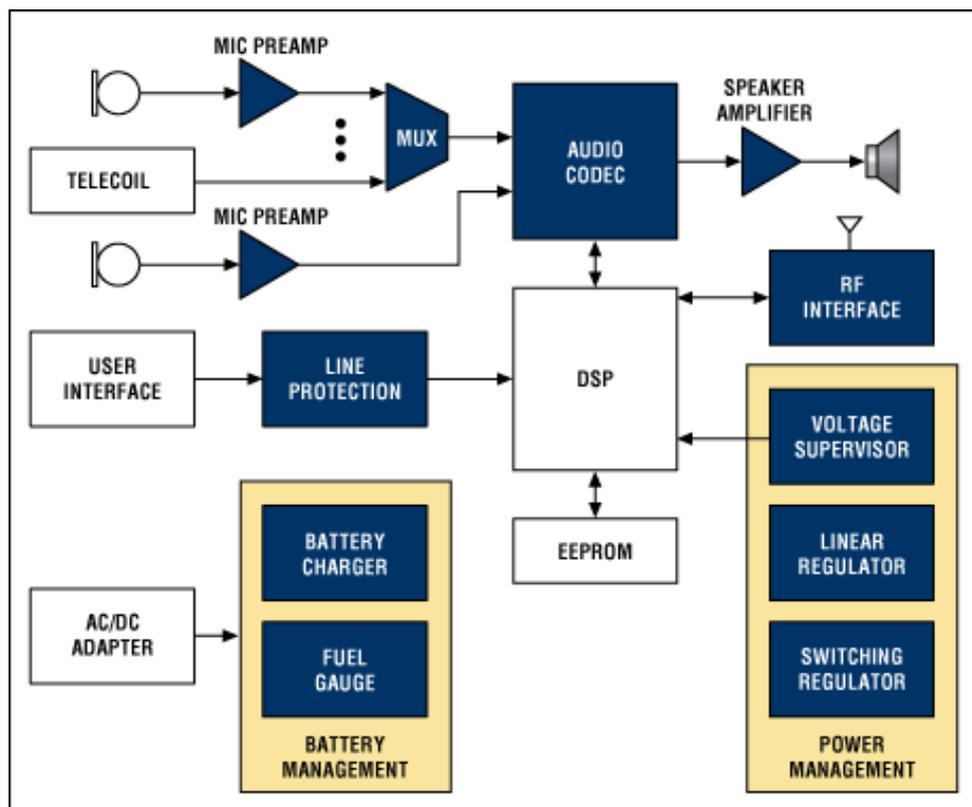 MIC PREAMP
MUX
TELECOIL
MIC PREAMP
AUDIO
CODEC
SPEAKER
AMPLIFIER
RF
INTERFACE
USER
INTERFACE
LINE
PROTECTION
DSP
VOLTAGE
SUPERVISOR
BATTERY
CHARGER
EEPROM
LINEAR
REGULATOR
AC/DC
ADAPTER
FUEL
GAUGE
SWITCHING
REGULATOR
BATTERY
MANAGEMENT
POWER
MANAGEMENT